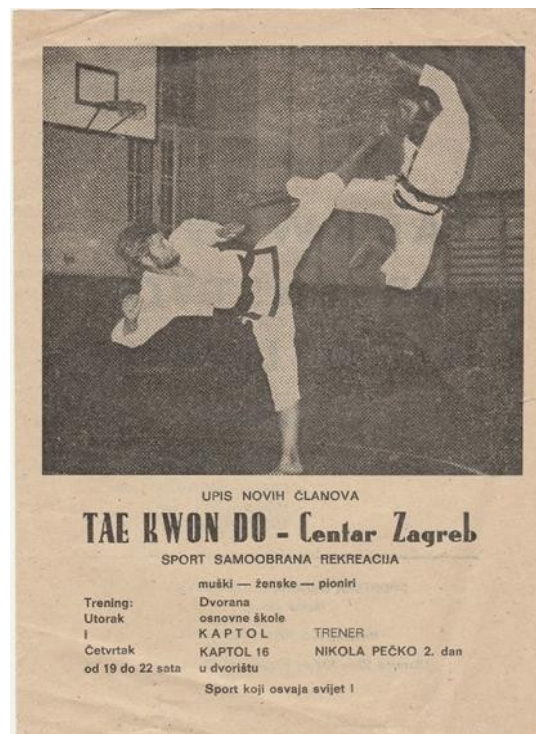 UPIS NOVIH ČLANOVA
TAE KWON DO - Centar Zagreb
SPORT SAMOOBRANA REKREACIJA
muški — ženske — pioniri
Trening: Dvorana
Utorak osnovne škole
I KAPTOL TRENER
Četvrtak KAPTOL 16 NIKOLA PEČKO 2. dan
od 19 do 22 sata u dvorištu
Sport koji osvaja svijet !